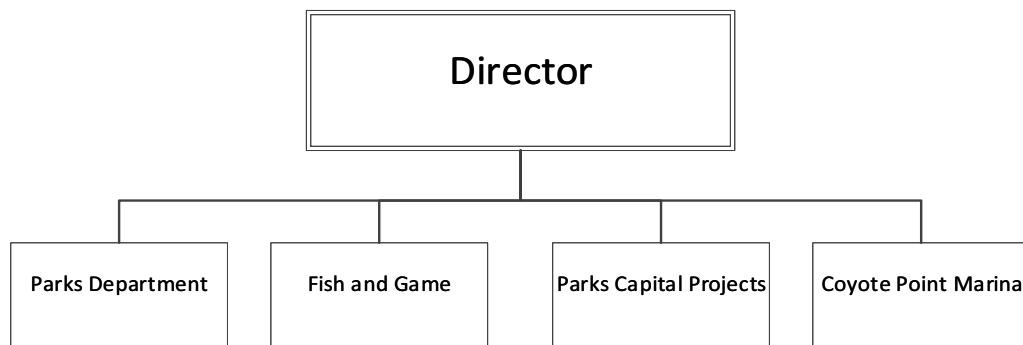 Director
Parks Department
Fish and Game
Parks Capital Projects
Coyote Point Marina